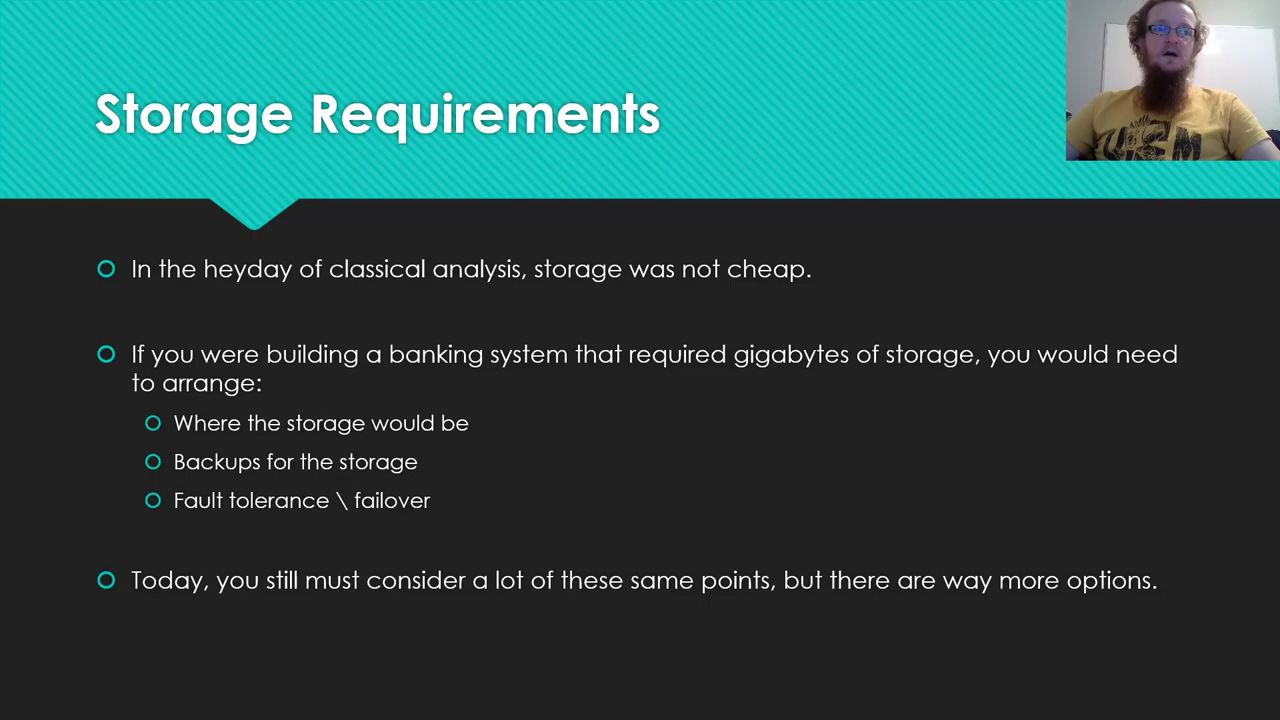 Storage Requirements
In the heyday of classical analysis, storage was not cheap.
If you were building a banking system that required gigabytes of storage, you would need
to arrange:
Where the storage would be
Backups for the storage
Fault tolerance \ failover
Today, you still must consider a lot of these same points, but there are way more options.